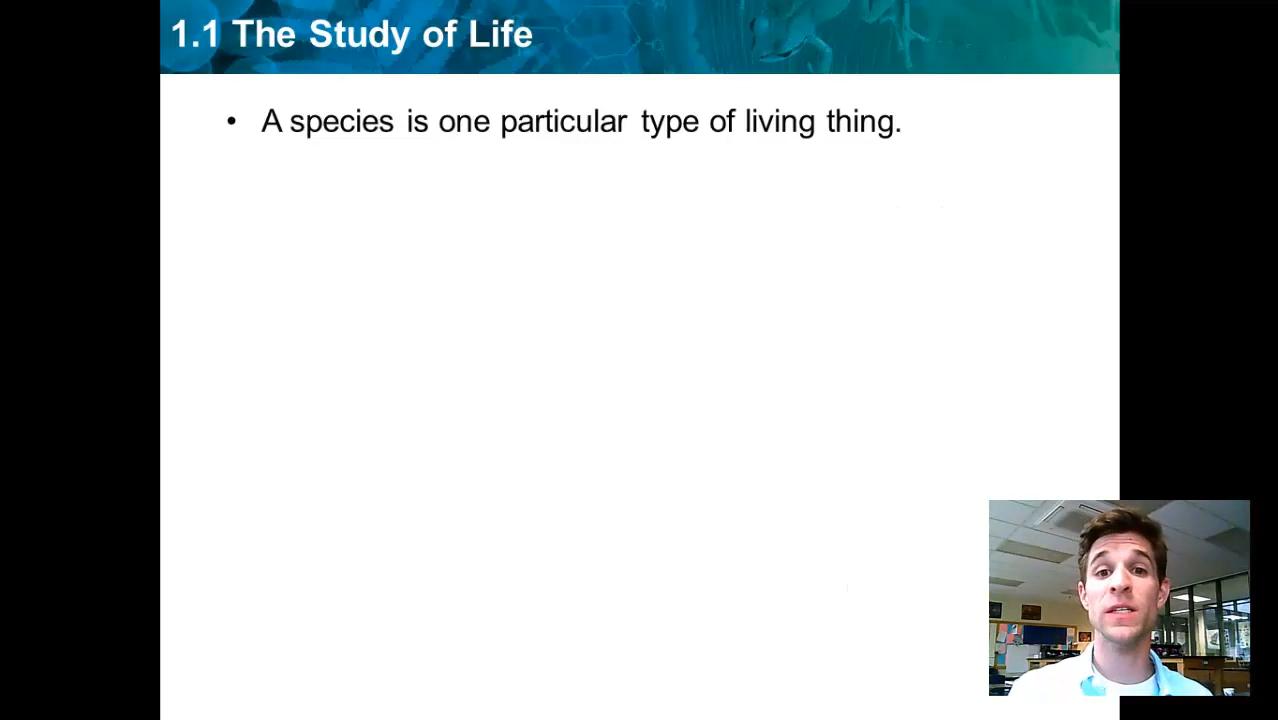 1.1 The Study of Life
• A species is one particular type of living thing.